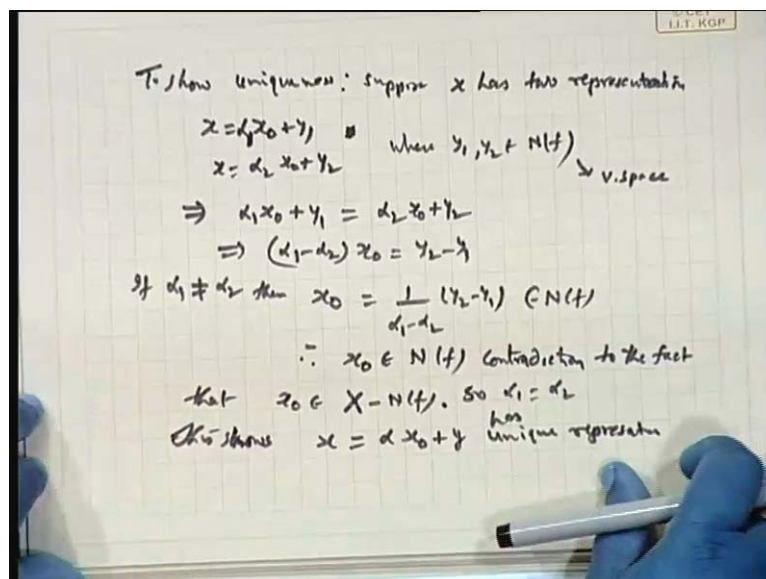 I.I.T. KGP
To show uniqueness: suppose x has two representation
x = α₁x₀ + y₁
x = α₂ x₀ + y₂ where y₁, y₂ ∈ N(f)
↘ v. space
⇒ α₁x₀ + y₁ = α₂ x₀ + y₂
⇒ (α₁-α₂) x₀ = y₂ - y₁
If α₁ ≠ α₂ then x₀ = 1/(α₁-α₂) (y₂-y₁) ∈ N(f)
∴ x₀ ∈ N(f) contradiction to the fact
that x₀ ∈ X - N(f). so α₁ = α₂
This shows x = α x₀ + y has unique represetn